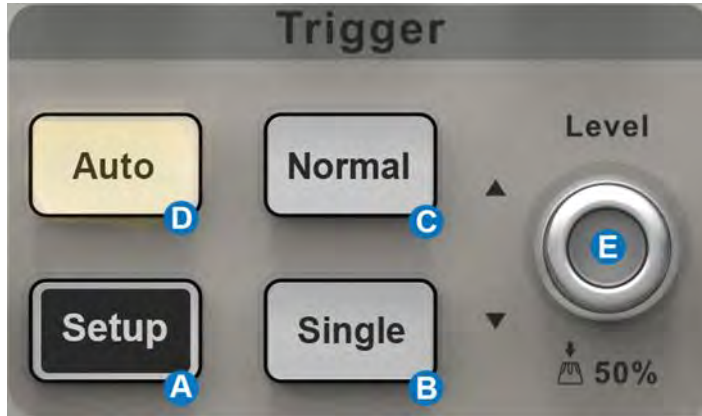 Trigger
Auto
D
Normal
C
Level
E
Setup
A
Single
B
50%